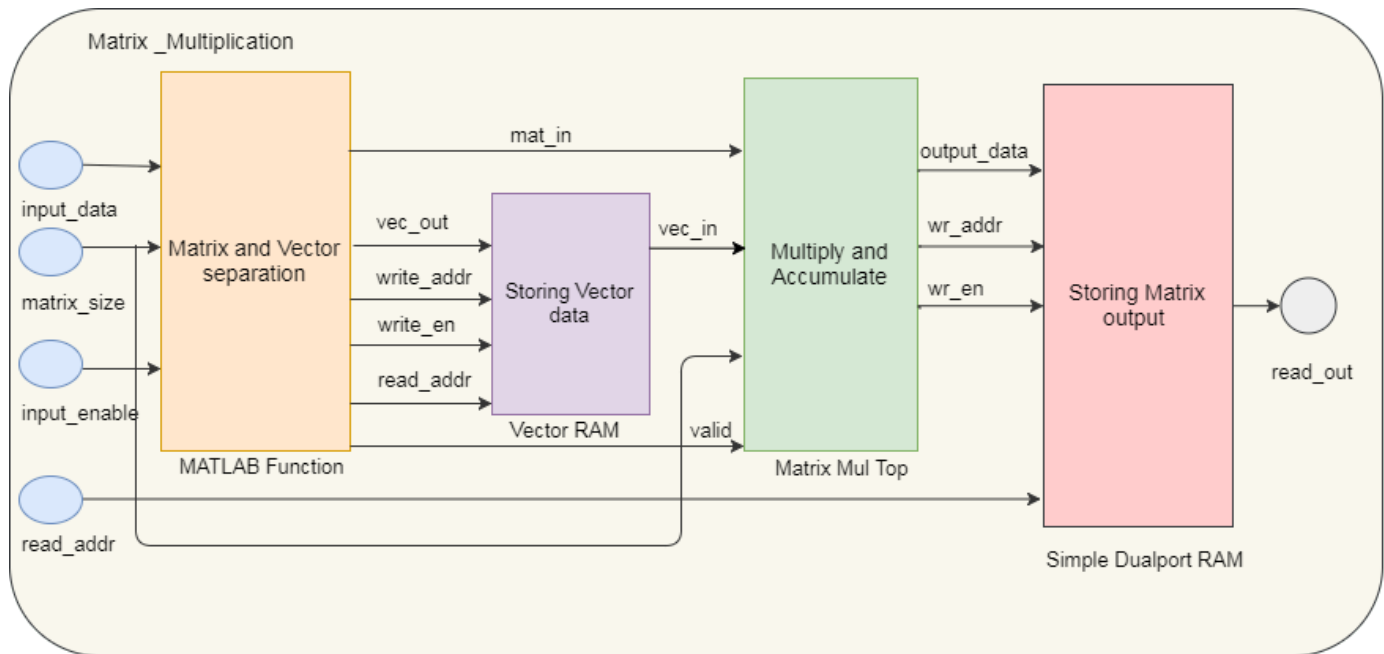 Matrix _Multiplication
input_data
matrix_size
input_enable
read_addr
Matrix and Vector
separation
MATLAB Function
mat_in
vec_out
write_addr
write_en
read_addr
valid
Storing Vector
data
Vector RAM
vec_in
Multiply and
Accumulate
Matrix Mul Top
output_data
wr_addr
wr_en
Storing Matrix
output
Simple Dualport RAM
read_out